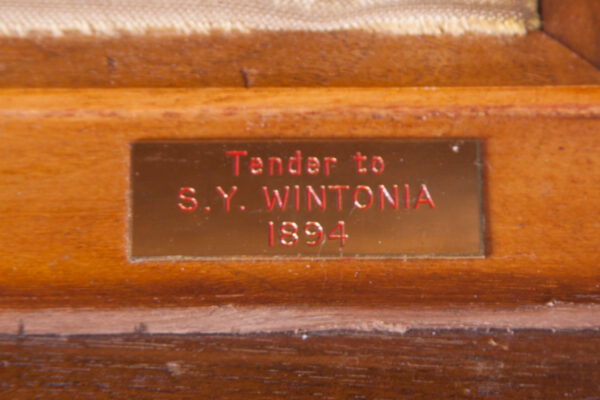 Tender to
S.Y. WINTONIA
1894